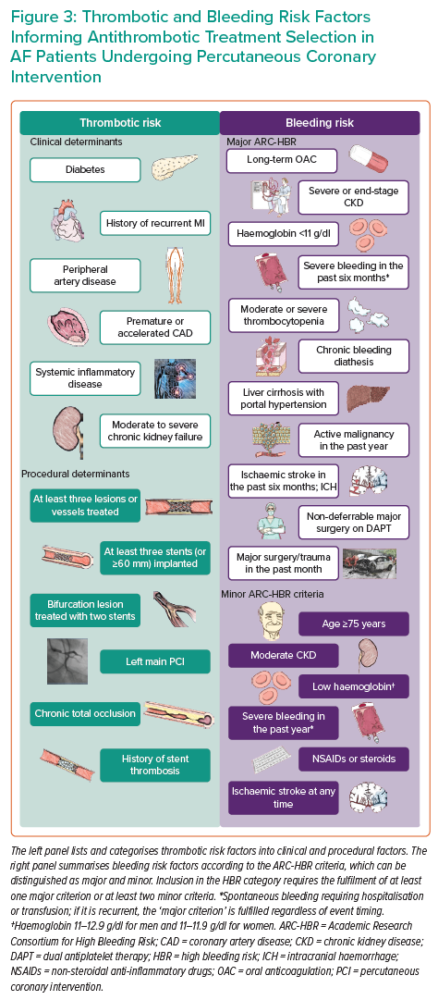 Figure 3: Thrombotic and Bleeding Risk Factors
Informing Antithrombotic Treatment Selection in
AF Patients Undergoing Percutaneous Coronary
Intervention
Thrombotic risk
Clinical determinants
Diabetes
History of recurrent MI
Peripheral
artery disease
Premature or
accelerated CAD
Systemic inflammatory
disease
Moderate to severe
chronic kidney failure
Procedural determinants
At least three lesions or
vessels treated
At least three stents (or
≥60 mm) implanted
Bifurcation lesion
treated with two stents
Left main PCI
Chronic total occlusion
History of stent
thrombosis
Bleeding risk
Major ARC-HBR
Long-term OAC
Severe or end-stage
CKD
Haemoglobin <11 g/dl
Severe bleeding in the
past six months*
Moderate or severe
thrombocytopenia
Chronic bleeding
diathesis
Liver cirrhosis with
portal hypertension
Active malignancy
in the past year
Ischaemic stroke in
the past six months; ICH
Non-deferrable major
surgery on DAPT
Major surgery/trauma
in the past month
Minor ARC-HBR criteria
Age ≥75 years
Moderate CKD
Low haemoglobin†
Severe bleeding in
the past year*
NSAIDs or steroids
Ischaemic stroke at any
time
The left panel lists and categorises thrombotic risk factors into clinical and procedural factors. The
right panel summarises bleeding risk factors according to the ARC-HBR criteria, which can be
distinguished as major and minor. Inclusion in the HBR category requires the fulfilment of at least
one major criterion or at least two minor criteria. *Spontaneous bleeding requiring hospitalisation
or transfusion; if it is recurrent, the ‘major criterion’ is fulfilled regardless of event timing.
†Haemoglobin 11–12.9 g/dl for men and 11–11.9 g/dl for women. ARC-HBR = Academic Research
Consortium for High Bleeding Risk; CAD = coronary artery disease; CKD = chronic kidney disease;
DAPT = dual antiplatelet therapy; HBR = high bleeding risk; ICH = intracranial haemorrhage;
NSAIDs = non-steroidal anti-inflammatory drugs; OAC = oral anticoagulation; PCI = percutaneous
coronary intervention.